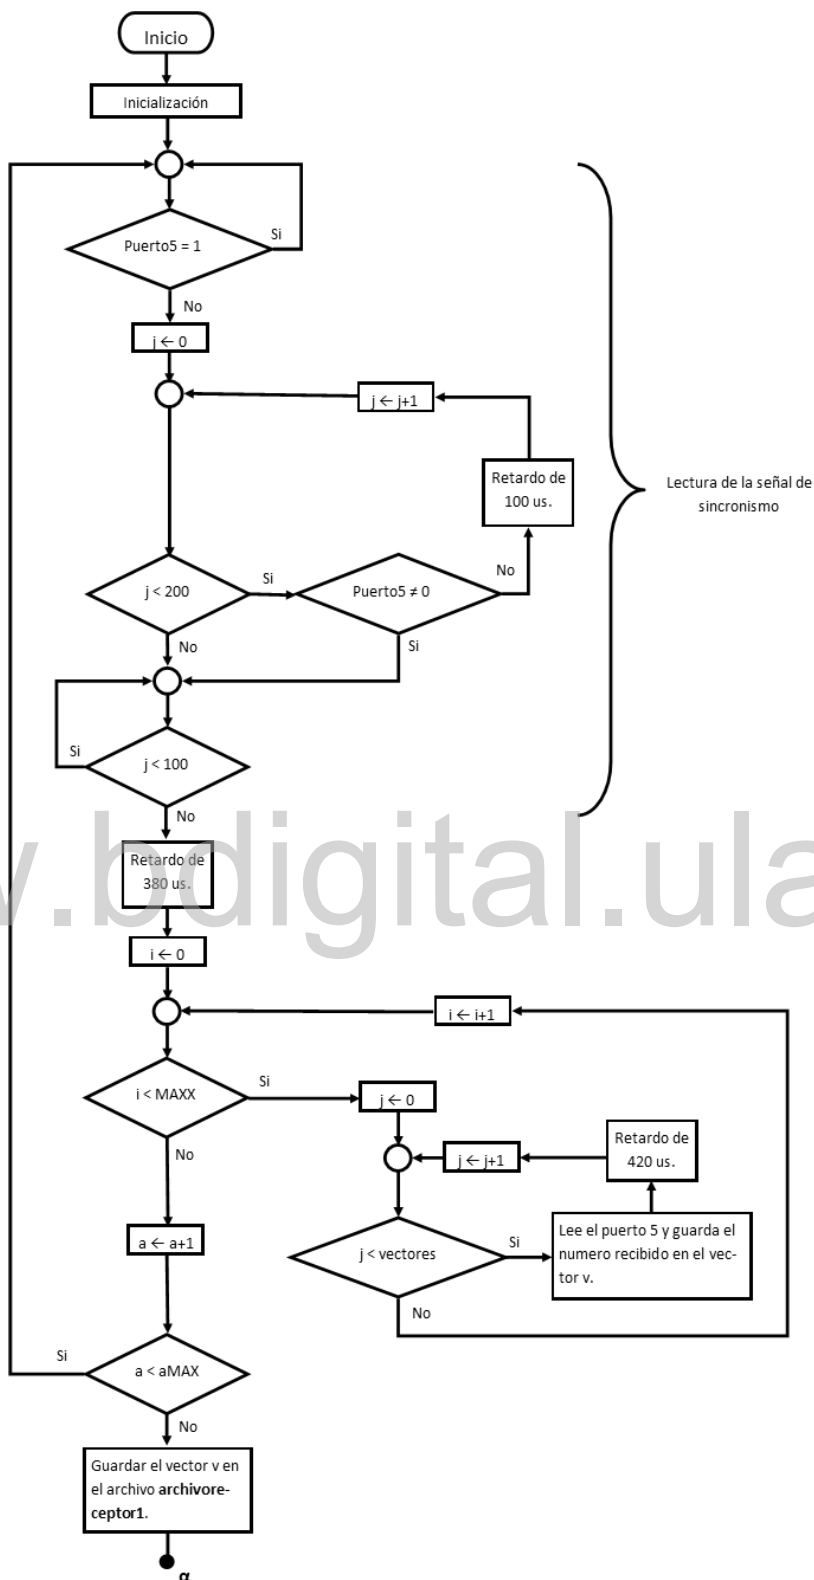 Inicio
Inicialización
Puerto5 = 1
Si
No
j ← 0
j ← j+1
Retardo de
100 us.
Lectura de la señal de
sincronismo
j < 200
Si
Puerto5 ≠ 0
No
No
Si
Si
j < 100
No
Retardo de
380 us.
www.bdigital.ula
i ← 0
i ← i+1
i < MAXX
Si
j ← 0
No
j ← j+1
Retardo de
420 us.
a ← a+1
j < vectores
Si
Lee el puerto 5 y guarda el
numero recibido en el vec-
tor v.
No
Si
a < aMAX
No
Guardar el vector v en
el archivo archivore-
ceptor1.
α